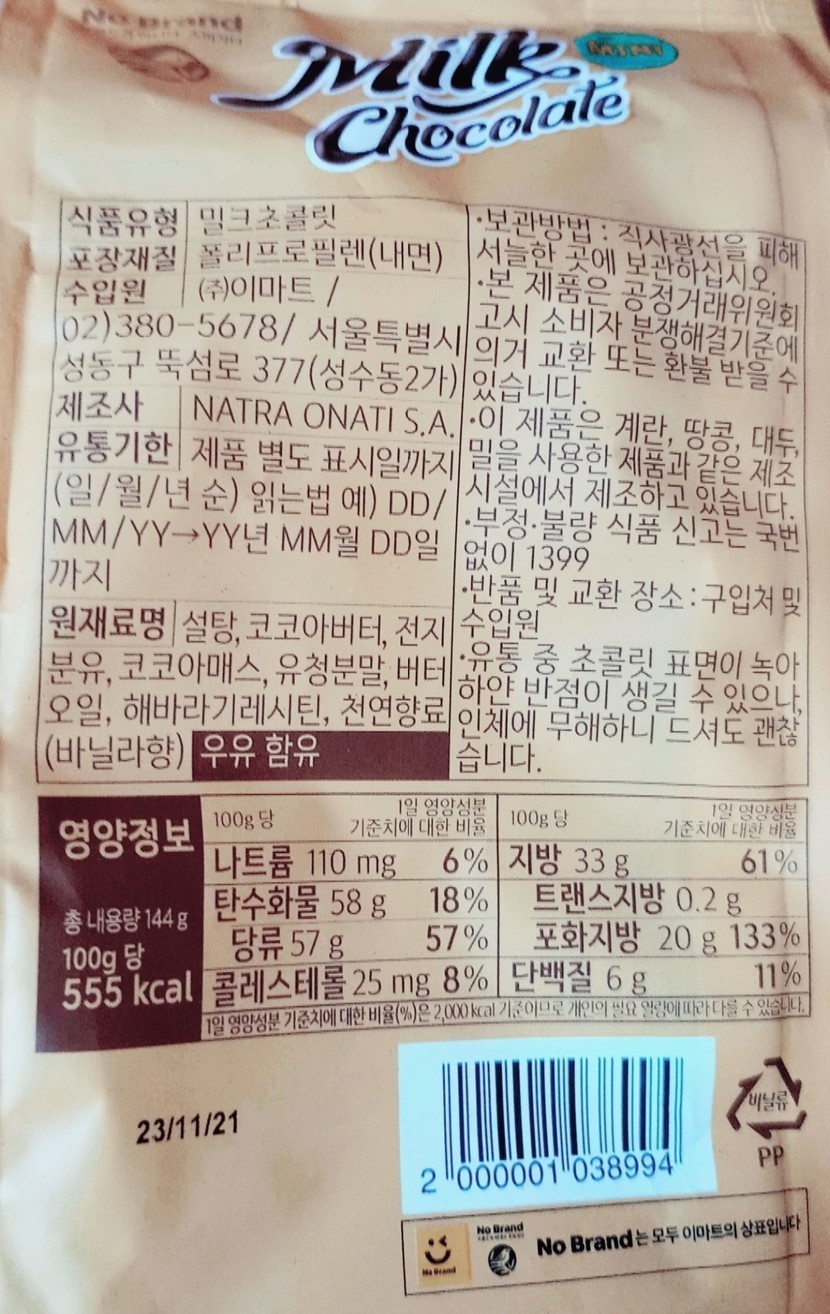 No Brand
Milk
MINI
Chocolate
식품유형 밀크초콜릿
포장재질 폴리프로필렌(내면)
수입원 (주)이마트 /
02)380-5678/ 서울특별시
성동구 뚝섬로 377(성수동2가)
제조사 NATRA ONATI S.A.
유통기한 제품 별도 표시일까지
(일/월/년 순) 읽는법 예) DD/
MM/YY→YY년 MM월 DD일
까지
원재료명 설탕, 코코아버터, 전지
분유, 코코아매스, 유청분말, 버터
오일, 해바라기레시틴, 천연향료
(바닐라향) 우유 함유
·보관방법 : 직사광선을 피해
서늘한 곳에 보관하십시오.
·본 제품은 공정거래위원회
고시 소비자 분쟁해결기준에
의거 교환 또는 환불 받을 수
있습니다.
·이 제품은 계란, 땅콩, 대두,
밀을 사용한 제품과 같은 제조
시설에서 제조하고 있습니다.
·부정·불량 식품 신고는 국번
없이 1399
·반품 및 교환 장소 : 구입처 및
수입원
·유통 중 초콜릿 표면이 녹아
하얀 반점이 생길 수 있으나,
인체에 무해하니 드셔도 괜찮
습니다.
영양정보
총 내용량 144 g
100g 당
555 kcal
100g 당 1일 영양성분 기준치에 대한 비율
나트륨 110 mg 6%
탄수화물 58 g 18%
당류 57 g 57%
콜레스테롤 25 mg 8%
100g 당 1일 영양성분 기준치에 대한 비율
지방 33 g 61%
트랜스지방 0.2 g
포화지방 20 g 133%
단백질 6 g 11%
1일 영양성분 기준치에 대한 비율(%)은 2,000 kcal 기준이므로 개인의 필요 열량에 따라 다를 수 있습니다.
23/11/21
2 000001 038994
비닐류
PP
No Brand
No Brand
No Brand는 모두 이마트의 상표입니다